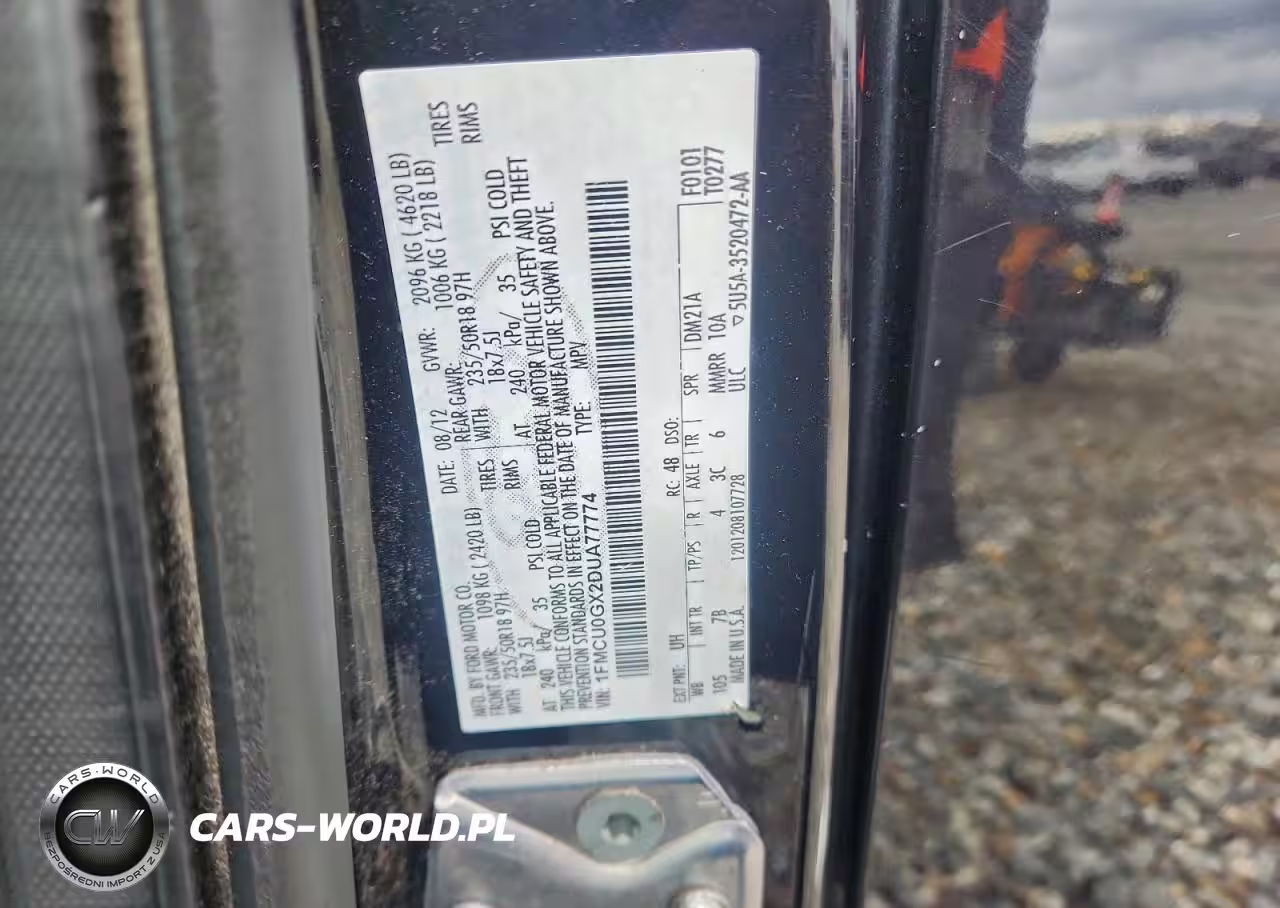 MFD. BY FORD MOTOR CO. DATE: 08/12 GVWR: 2096 KG ( 4620 LB)
FRONT GAWR: 1098 KG ( 2420 LB) REAR GAWR: 1006 KG ( 2218 LB)
WITH 235/50R18 97H TIRES WITH 235/50R18 97H TIRES
18x7.5J RIMS 18x7.5J RIMS
AT 240 kPa/ 35 PSI COLD AT 240 kPa/ 35 PSI COLD
THIS VEHICLE CONFORMS TO ALL APPLICABLE FEDERAL MOTOR VEHICLE SAFETY AND THEFT
PREVENTION STANDARDS IN EFFECT ON THE DATE OF MANUFACTURE SHOWN ABOVE.
VIN: 1FMCU0GX2DUA77774 TYPE: MPV
F0101
T0277
EXT PNT: UH RC: 48 DSO:
WB INT TR TP/PS R AXLE TR SPR DM21A
105 7B 4 3C 6 MMRR 10A
MADE IN U.S.A. 1201208107728 ULC ▽5U5A-3520472-AA
CARS-WORLD
CW
BEZPOŚREDNI IMPORT Z USA
CARS-WORLD.PL